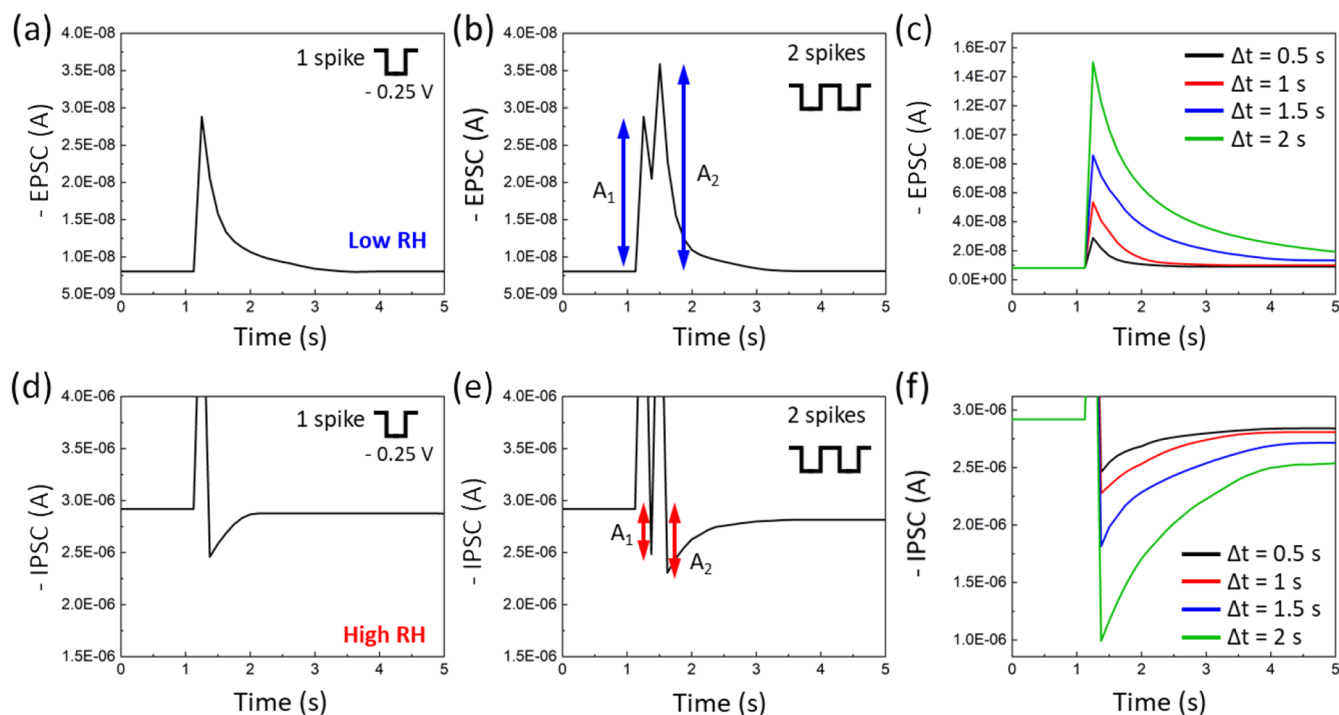 (a)
- EPSC (A)
4.0E-08
3.5E-08
3.0E-08
2.5E-08
2.0E-08
1.5E-08
1.0E-08
5.0E-09
1 spike
- 0.25 V
Low RH
0 1 2 3 4 5
Time (s)
(b)
- EPSC (A)
4.0E-08
3.5E-08
3.0E-08
2.5E-08
2.0E-08
1.5E-08
1.0E-08
5.0E-09
2 spikes
A1
A2
0 1 2 3 4 5
Time (s)
(c)
- EPSC (A)
1.6E-07
1.4E-07
1.2E-07
1.0E-07
8.0E-08
6.0E-08
4.0E-08
2.0E-08
0.0E+00
Δt = 0.5 s
Δt = 1 s
Δt = 1.5 s
Δt = 2 s
0 1 2 3 4 5
Time (s)
(d)
- IPSC (A)
4.0E-06
3.5E-06
3.0E-06
2.5E-06
2.0E-06
1.5E-06
1 spike
- 0.25 V
High RH
0 1 2 3 4 5
Time (s)
(e)
- IPSC (A)
4.0E-06
3.5E-06
3.0E-06
2.5E-06
2.0E-06
1.5E-06
2 spikes
A1
A2
0 1 2 3 4 5
Time (s)
(f)
- IPSC (A)
3.0E-06
2.5E-06
2.0E-06
1.5E-06
1.0E-06
Δt = 0.5 s
Δt = 1 s
Δt = 1.5 s
Δt = 2 s
0 1 2 3 4 5
Time (s)